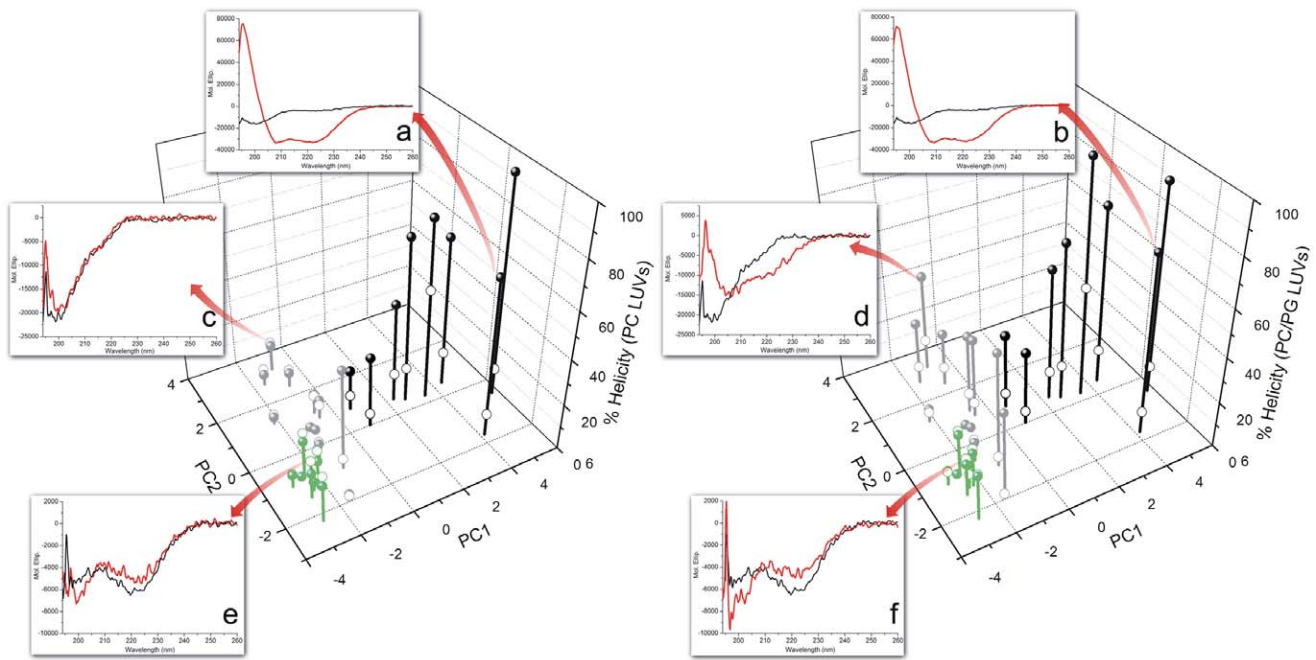 80000
60000
40000
20000
0
-20000
-40000
Mol. Ellip.
200 210 220 230 240 250 260
Wavelength (nm)
a
0
-5000
-10000
-15000
-20000
-25000
Mol. Ellip.
200 210 220 230 240 250 260
Wavelength (nm)
c
0
-2000
-4000
-6000
-8000
-10000
Mol. Ellip.
200 210 220 230 240 250 260
Wavelength (nm)
e
4
2
0
-2
PC2
-4
-2
0
2
4
6
PC1
0
20
40
60
80
100
% Helicity (PC LUVs)
80000
60000
40000
20000
0
-20000
-40000
Mol. Ellip.
200 210 220 230 240 250 260
Wavelength (nm)
b
5000
0
-5000
-10000
-15000
-20000
-25000
Mol. Ellip.
200 210 220 230 240 250 260
Wavelength (nm)
d
2000
0
-2000
-4000
-6000
-8000
-10000
Mol. Ellip.
200 210 220 230 240 250 260
Wavelength (nm)
f
4
2
0
-2
PC2
-4
-2
0
2
4
6
PC1
0
20
40
60
80
100
% Helicity (PC/PG LUVs)